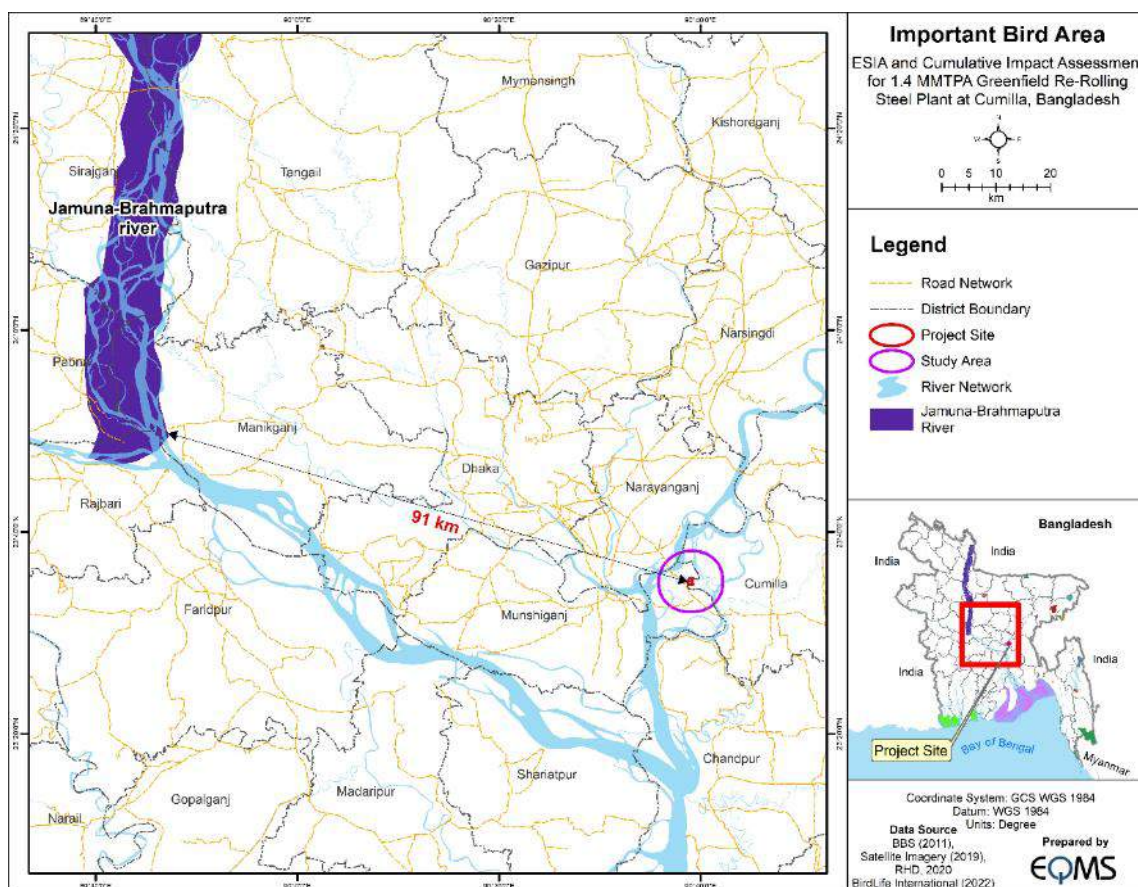 Important Bird Area
ESIA and Cumulative Impact Assessment
for 1.4 MMTPA Greenfield Re-Rolling
Steel Plant at Cumilla, Bangladesh
N
W
E
S
0 5 10 20
km
Legend
Road Network
District Boundary
Project Site
Study Area
River Network
Jamuna-Brahmaputra
River
Mymensingh
Kishoreganj
Sirajganj
Tangail
Jamuna-Brahmaputra
river
Gazipur
Narsingdi
Pabna
Manikganj
Dhaka
Narayanganj
Rajbari
91 km
Cumilla
Faridpur
Munshiganj
Chandpur
Shariatpur
Madaripur
Gopalganj
Narail
Bangladesh
India
India
India
India
Project Site
Bay of Bengal
Myanmar
Coordinate System: GCS WGS 1984
Datum: WGS 1984
Units: Degree
Data Source
BBS (2011),
Satellite Imagery (2019),
RHD, 2020
BirdLife International (2022)
Prepared by
EQMS